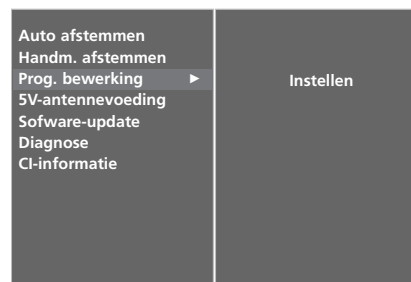 Auto afstemmen
Handm. afstemmen
Prog. bewerking ►
Instellen
5V-antennevoeding
Sofware-update
Diagnose
CI-informatie